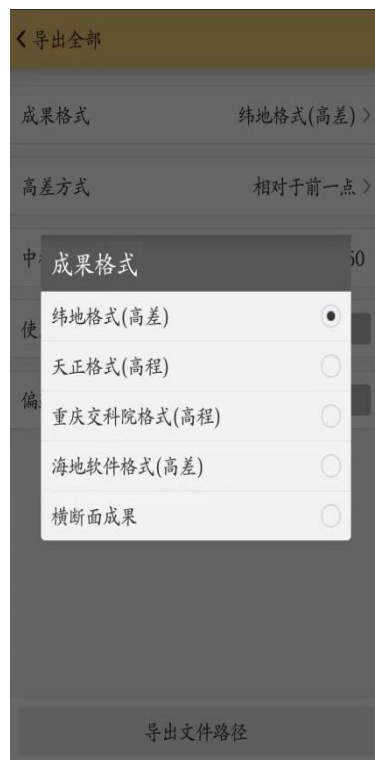 导出全部
成果格式 纬地格式(高差)
高差方式 相对于前一点
中
成果格式
纬地格式(高差)
使
天正格式(高程)
偏
重庆交科院格式(高程)
海地软件格式(高差)
横断面成果
导出文件路径